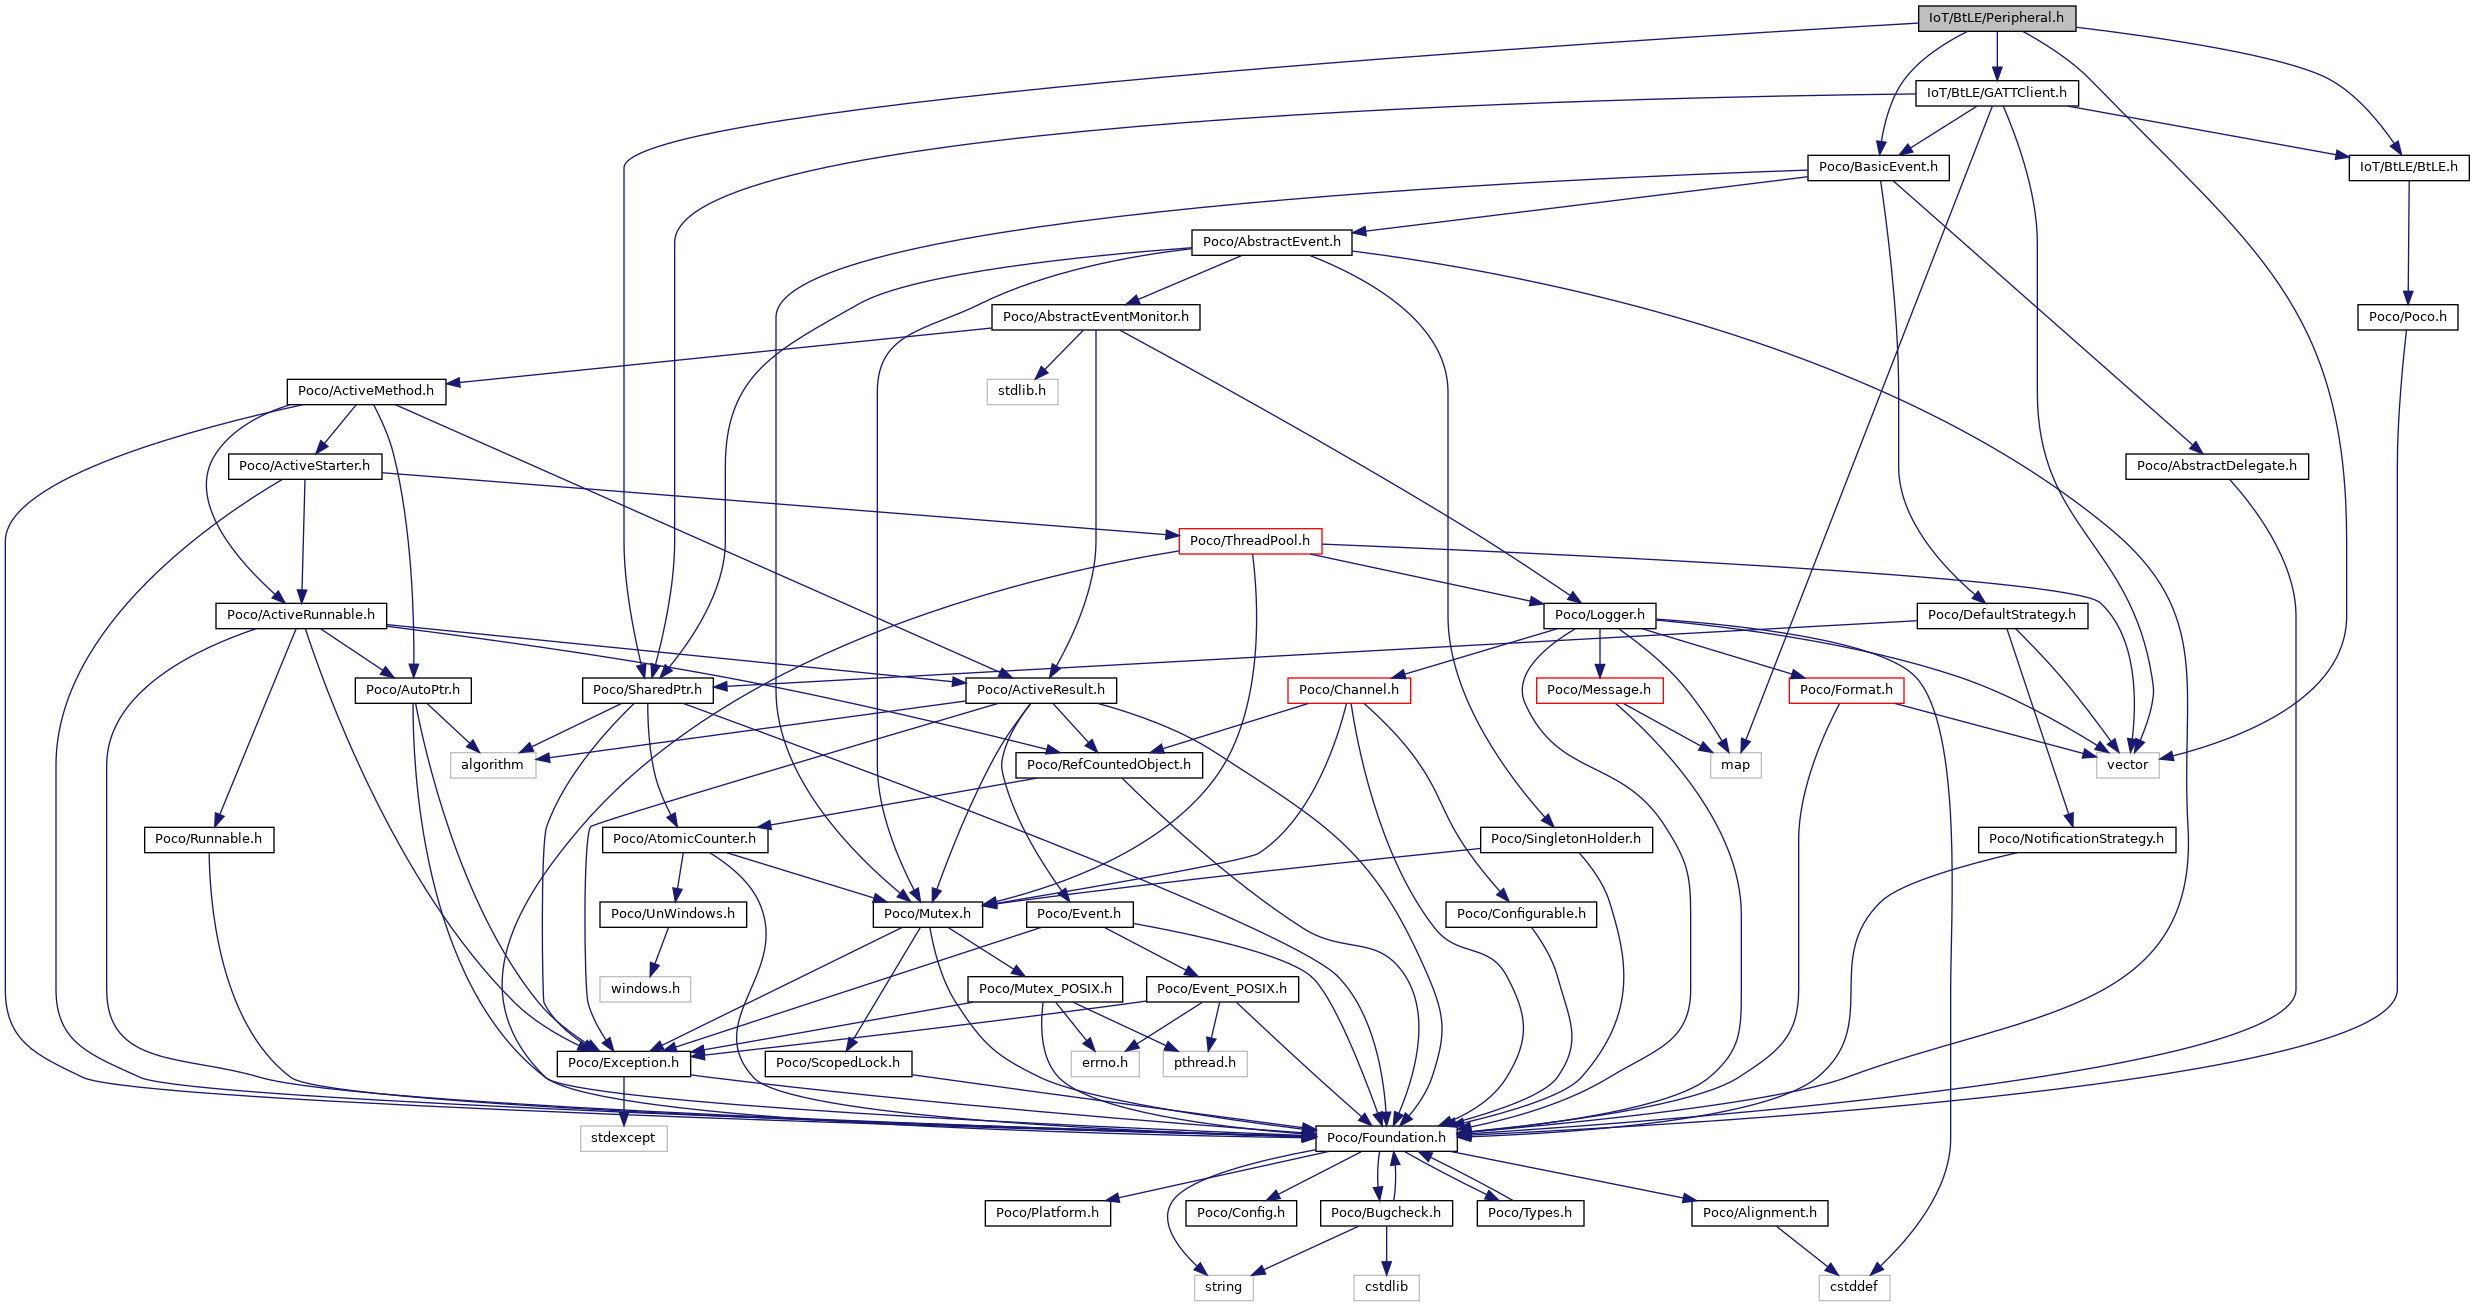 IoT/BtLE/Peripheral.h
IoT/BtLE/GATTClient.h
Poco/BasicEvent.h
IoT/BtLE/BtLE.h
Poco/AbstractEvent.h
Poco/AbstractEventMonitor.h
Poco/Poco.h
Poco/ActiveMethod.h
stdlib.h
Poco/ActiveStarter.h
Poco/AbstractDelegate.h
Poco/ThreadPool.h
Poco/ActiveRunnable.h
Poco/Logger.h
Poco/DefaultStrategy.h
Poco/AutoPtr.h
Poco/SharedPtr.h
Poco/ActiveResult.h
Poco/Channel.h
Poco/Message.h
Poco/Format.h
algorithm
Poco/RefCountedObject.h
map
vector
Poco/Runnable.h
Poco/AtomicCounter.h
Poco/SingletonHolder.h
Poco/NotificationStrategy.h
Poco/UnWindows.h
Poco/Mutex.h
Poco/Event.h
Poco/Configurable.h
windows.h
Poco/Mutex_POSIX.h
Poco/Event_POSIX.h
Poco/Exception.h
Poco/ScopedLock.h
errno.h
pthread.h
stdexcept
Poco/Foundation.h
Poco/Platform.h
Poco/Config.h
Poco/Bugcheck.h
Poco/Types.h
Poco/Alignment.h
string
cstdlib
cstddef